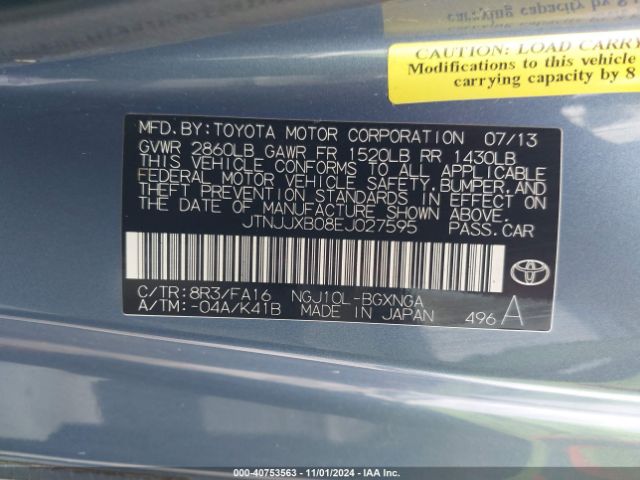 CAUTION: LOAD CARRY
Modifications to this vehicle
carrying capacity by 8
MFD.BY:TOYOTA MOTOR CORPORATION 07/13
GVWR 2860LB GAWR FR 1520LB RR 1430LB
THIS VEHICLE CONFORMS TO ALL APPLICABLE
FEDERAL MOTOR VEHICLE SAFETY,BUMPER,AND
THEFT PREVENTION STANDARDS IN EFFECT ON
THE DATE OF MANUFACTURE SHOWN ABOVE.
JTNJJXB08EJ027595 PASS.CAR
C/TR:8R3/FA16 NGJ10L-BGXNGA
A/TM:-04A/K41B MADE IN JAPAN 496 A
000-40753563 - 11/01/2024 - IAA Inc.